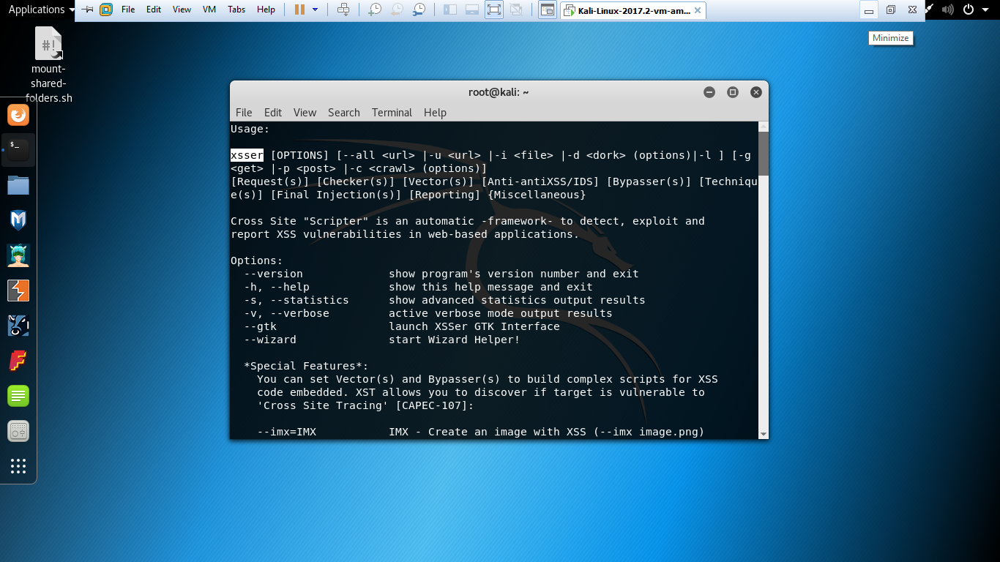 Applications
File Edit View VM Tabs Help
Kali-Linux-2017.2-vm-am...
Minimize
#!
mount-
shared-
folders.sh
root@kali: ~
File Edit View Search Terminal Help
$_
Usage:
xsser [OPTIONS] [--all <url> |-u <url> |-i <file> |-d <dork> (options)|-l ] [-g
<get> |-p <post> |-c <crawl> (options)]
[Request(s)] [Checker(s)] [Vector(s)] [Anti-antiXSS/IDS] [Bypasser(s)] [Techniqu
e(s)] [Final Injection(s)] [Reporting] {Miscellaneous}
Cross Site "Scripter" is an automatic -framework- to detect, exploit and
report XSS vulnerabilities in web-based applications.
Options:
--version show program's version number and exit
-h, --help show this help message and exit
-s, --statistics show advanced statistics output results
-v, --verbose active verbose mode output results
--gtk launch XSSer GTK Interface
--wizard start Wizard Helper!
*Special Features*:
You can set Vector(s) and Bypasser(s) to build complex scripts for XSS
code embedded. XST allows you to discover if target is vulnerable to
'Cross Site Tracing' [CAPEC-107]:
--imx=IMX IMX - Create an image with XSS (--imx image.png)